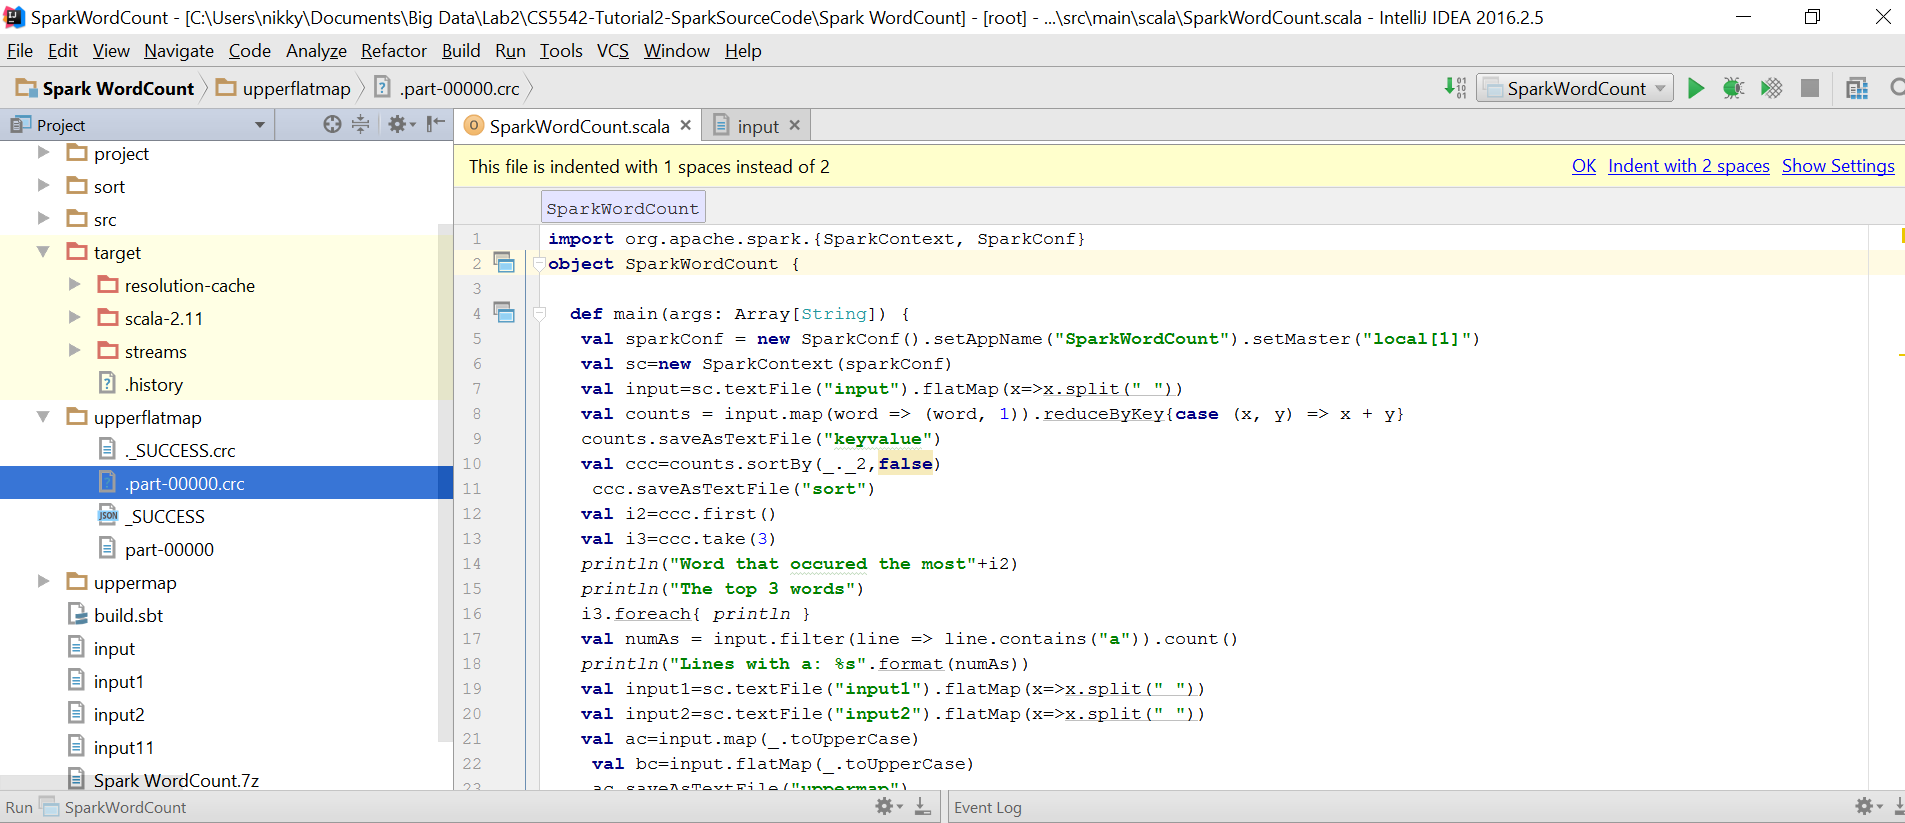 SparkWordCount - [C:\Users\nikky\Documents\Big Data\Lab2\CS5542-Tutorial2-SparkSourceCode\Spark WordCount] - [root] - ...\src\main\scala\SparkWordCount.scala - IntelliJ IDEA 2016.2.5
File Edit View Navigate Code Analyze Refactor Build Run Tools VCS Window Help
Spark WordCount upperflatmap .part-00000.crc SparkWordCount
Project
SparkWordCount.scala input
project
sort
src
target
resolution-cache
scala-2.11
streams
.history
upperflatmap
._SUCCESS.crc
.part-00000.crc
_SUCCESS
part-00000
uppermap
build.sbt
input
input1
input2
input11
Spark WordCount.7z
This file is indented with 1 spaces instead of 2 OK Indent with 2 spaces Show Settings
SparkWordCount
1 import org.apache.spark.{SparkContext, SparkConf}
2 object SparkWordCount {
3
4 def main(args: Array[String]) {
5 val sparkConf = new SparkConf().setAppName("SparkWordCount").setMaster("local[1]")
6 val sc=new SparkContext(sparkConf)
7 val input=sc.textFile("input").flatMap(x=>x.split(" "))
8 val counts = input.map(word => (word, 1)).reduceByKey{case (x, y) => x + y}
9 counts.saveAsTextFile("keyvalue")
10 val ccc=counts.sortBy(_._2,false)
11 ccc.saveAsTextFile("sort")
12 val i2=ccc.first()
13 val i3=ccc.take(3)
14 println("Word that occured the most"+i2)
15 println("The top 3 words")
16 i3.foreach{ println }
17 val numAs = input.filter(line => line.contains("a")).count()
18 println("Lines with a: %s".format(numAs))
19 val input1=sc.textFile("input1").flatMap(x=>x.split(" "))
20 val input2=sc.textFile("input2").flatMap(x=>x.split(" "))
21 val ac=input.map(_.toUpperCase)
22 val bc=input.flatMap(_.toUpperCase)
23 ac.saveAsTextFile("uppermap")
Run SparkWordCount Event Log